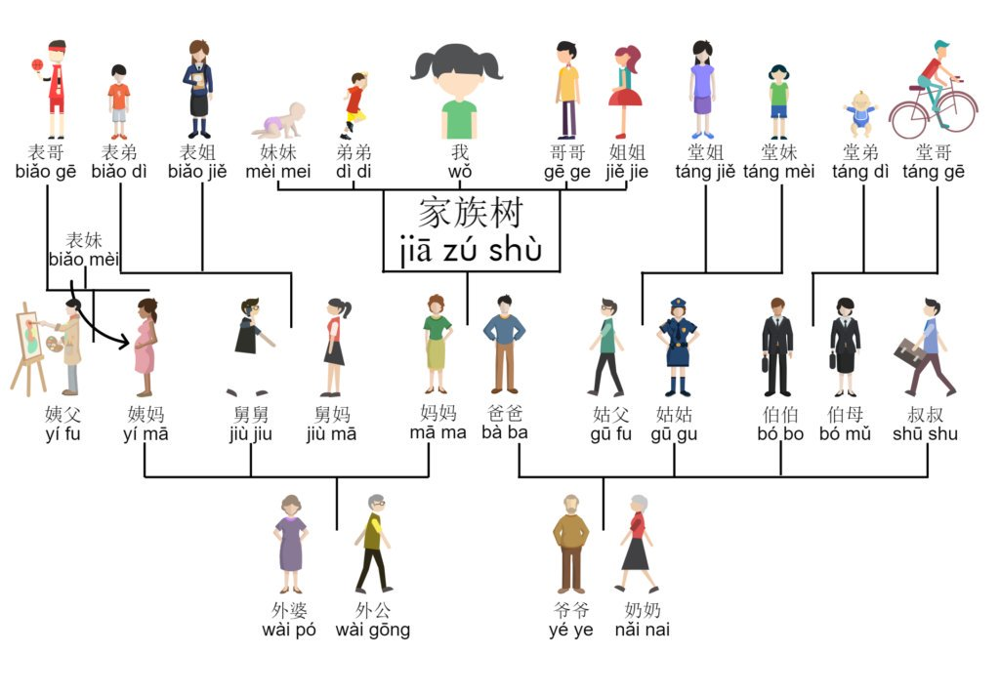 表哥 表弟 表姐 妹妹 弟弟 我 哥哥 姐姐 堂姐 堂妹 堂弟 堂哥
biǎo gē biǎo dì biǎo jiě mèi mei dì di wǒ gē ge jiě jie táng jiě táng mèi táng dì táng gē
家族树
jiā zú shù
表妹
biǎo mèi
姨父 姨妈 舅舅 舅妈 妈妈 爸爸 姑父 姑姑 伯伯 伯母 叔叔
yí fu yí mā jiù jiu jiù mā mā ma bà ba gū fu gū gu bó bo bó mǔ shū shu
外婆 外公 爷爷 奶奶
wài pó wài gōng yé ye nǎi nai